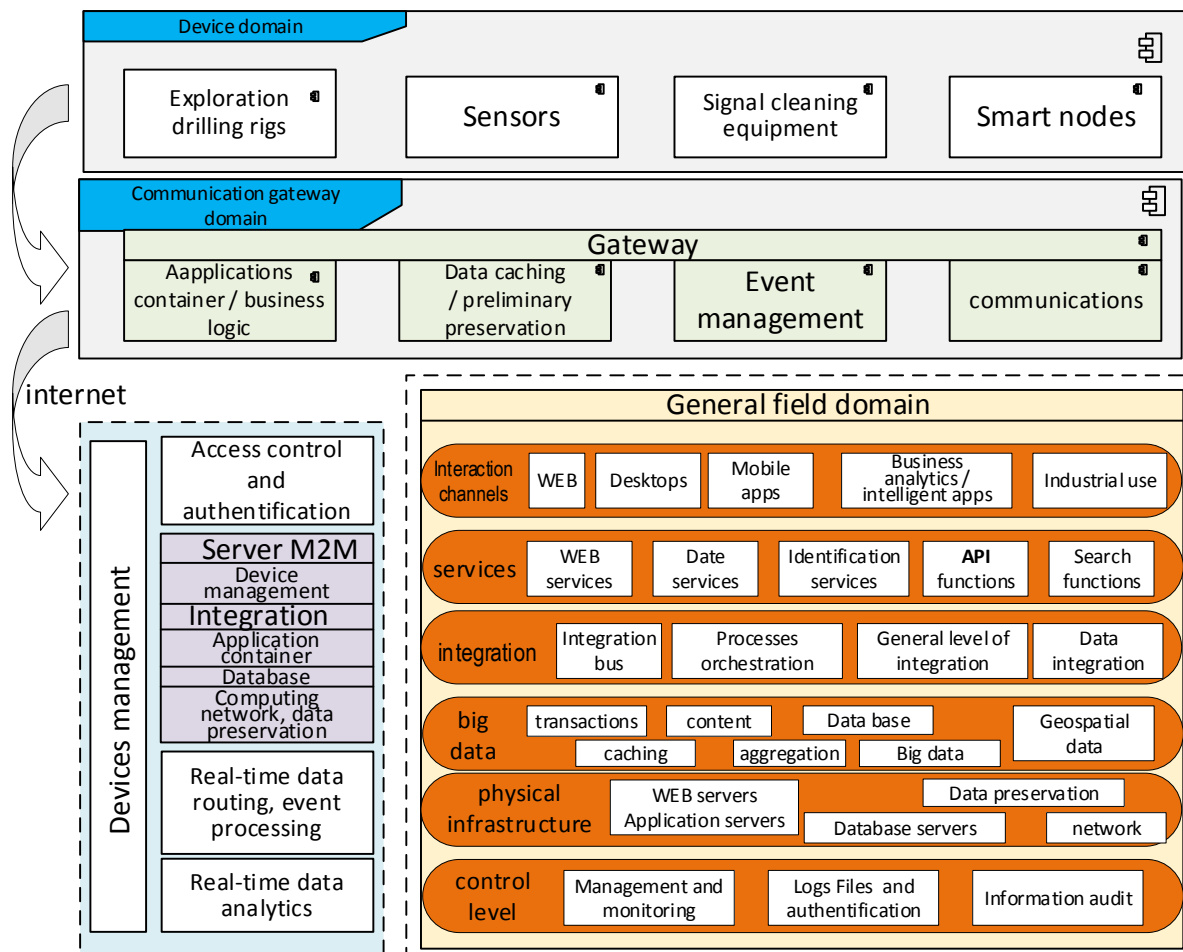 Device domain
Exploration
drilling rigs
Sensors
Signal cleaning
equipment
Smart nodes
Communication gateway
domain
Gateway
Aapplications
container / business
logic
Data caching
/ preliminary
preservation
Event
management
communications
internet
Devices management
Access control
and
authentification
Server M2M
Device
management
Integration
Application
container
Database
Computing
network, data
preservation
Real-time data
routing, event
processing
Real-time data
analytics
General field domain
Interaction
channels
WEB
Desktops
Mobile
apps
Business
analytics /
intelligent apps
Industrial use
services
WEB
services
Date
services
Identification
services
API
functions
Search
functions
integration
Integration
bus
Processes
orchestration
General level of
integration
Data
integration
big
data
transactions
content
Data base
Geospatial
data
caching
aggregation
Big data
physical
infrastructure
WEB servers
Application servers
Data preservation
Database servers
network
control
level
Management and
monitoring
Logs Files and
authentification
Information audit